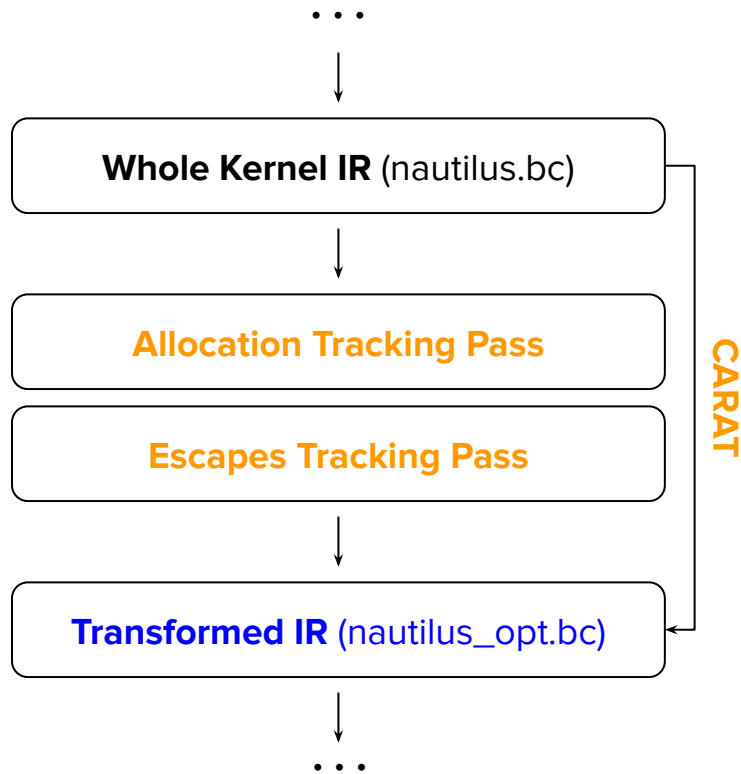 ...
Whole Kernel IR (nautilus.bc)
Allocation Tracking Pass
CARAT
Escapes Tracking Pass
Transformed IR (nautilus_opt.bc)
...